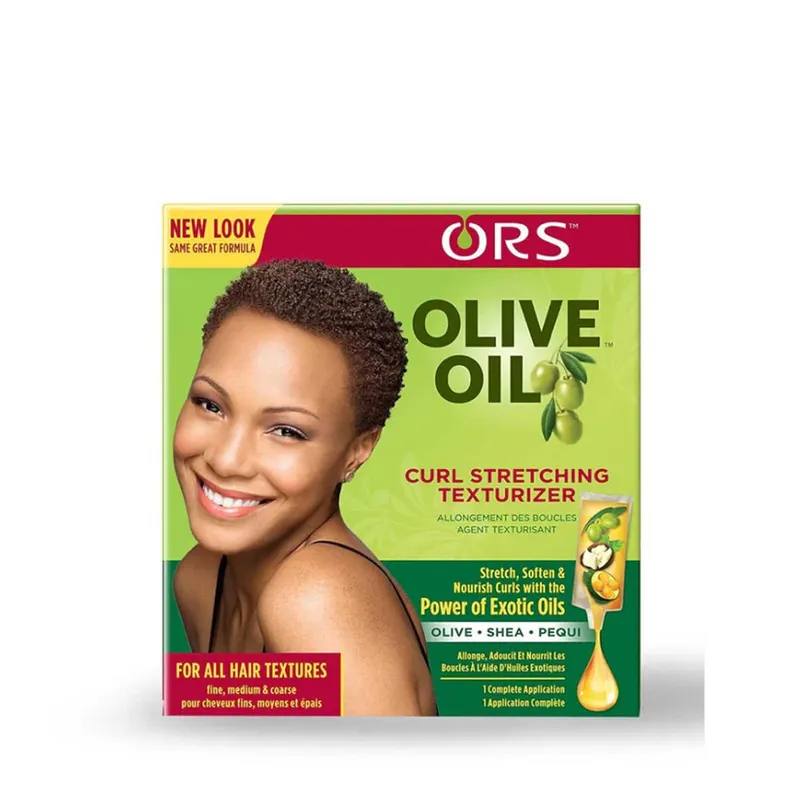 NEW LOOK
SAME GREAT FORMULA
ORS™
OLIVE
OIL™
CURL STRETCHING
TEXTURIZER
ALLONGEMENT DES BOUCLES
AGENT TEXTURISANT
Stretch, Soften &
Nourish Curls with the
Power of Exotic Oils
OLIVE • SHEA • PEQUI
Allonge, Adoucit Et Nourrit Les
Boucles À L'Aide D'Huiles Exotiques
1 Complete Application
1 Application Complète
FOR ALL HAIR TEXTURES
fine, medium & coarse
pour cheveux fins, moyens et épais